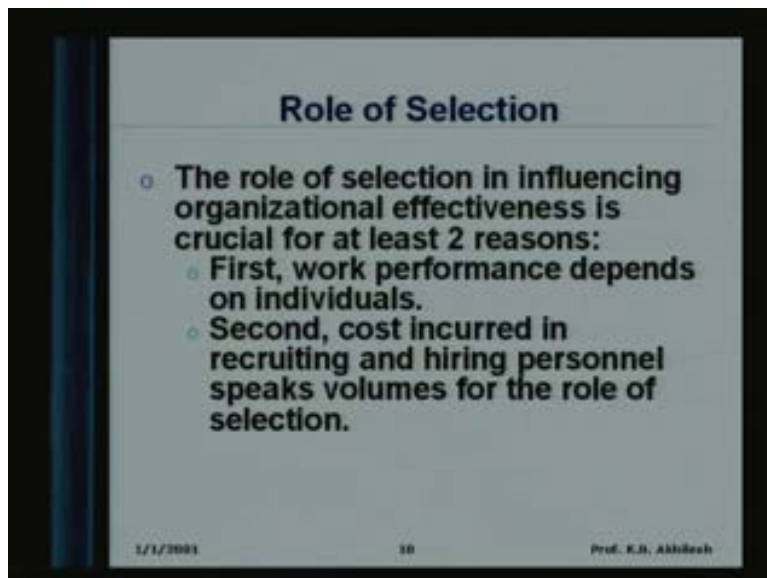 Role of Selection
The role of selection in influencing
organizational effectiveness is
crucial for at least 2 reasons:
First, work performance depends
on individuals.
Second, cost incurred in
recruiting and hiring personnel
speaks volumes for the role of
selection.
1/1/2001 10 Prof. K.B. Akhilesh